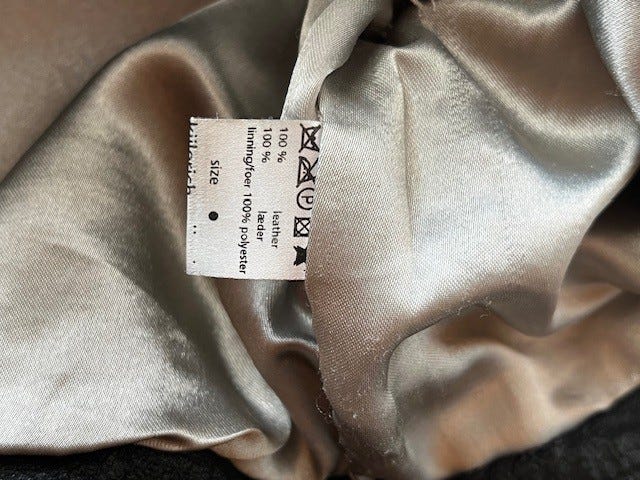 P
100 % leather
100 % læder
linning/foer 100% polyester
size